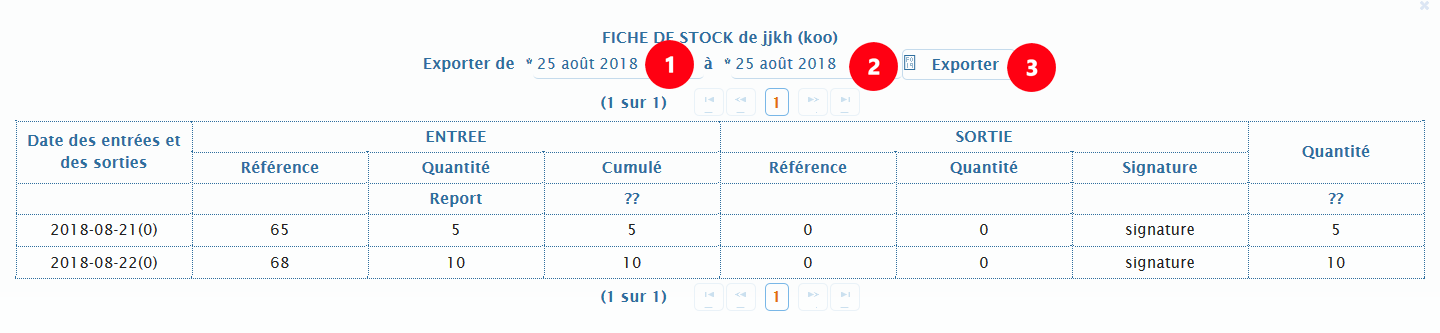 FICHE DE STOCK de jjkh (koo)
Exporter de * 25 août 2018 1 à * 25 août 2018 2 Exporter 3
(1 sur 1) 1
Date des entrées et des sorties ENTREE SORTIE Quantité
Référence Quantité Cumulé Référence Quantité Signature
Report ?? ??
2018-08-21(0) 65 5 5 0 0 signature 5
2018-08-22(0) 68 10 10 0 0 signature 10
(1 sur 1) 1